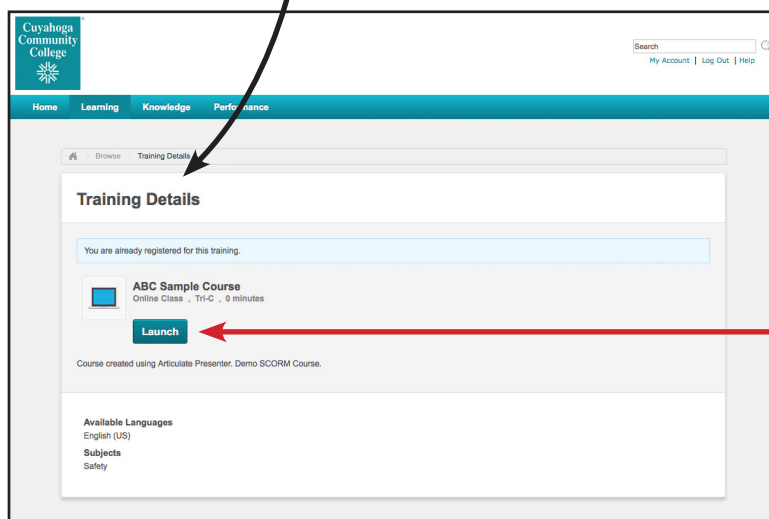 Cuyahoga
Community
College
Search
My Account | Log Out | Help
Home Learning Knowledge Performance
Browse Training Details
Training Details
You are already registered for this training.
ABC Sample Course
Online Class . Tri-C . 0 minutes
Launch
Course created using Articulate Presenter. Demo SCORM Course.
Available Languages
English (US)
Subjects
Safety